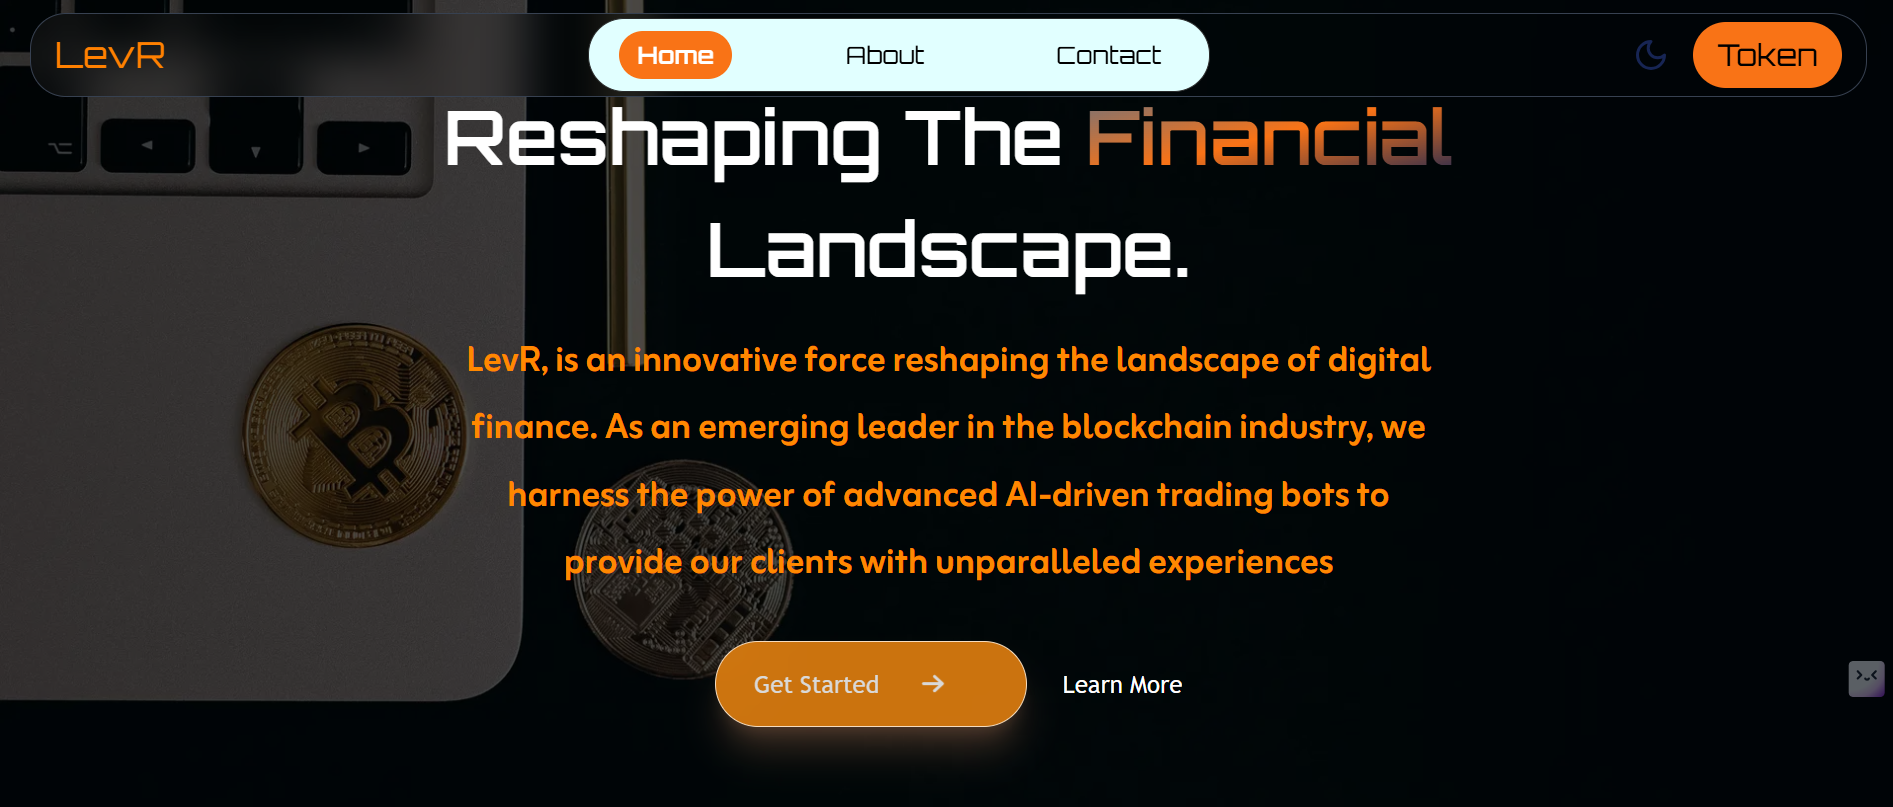 LevR
Home
About
Contact
Token
Reshaping The Financial
Landscape.
LevR, is an innovative force reshaping the landscape of digital
finance. As an emerging leader in the blockchain industry, we
harness the power of advanced AI-driven trading bots to
provide our clients with unparalleled experiences
Get Started →
Learn More